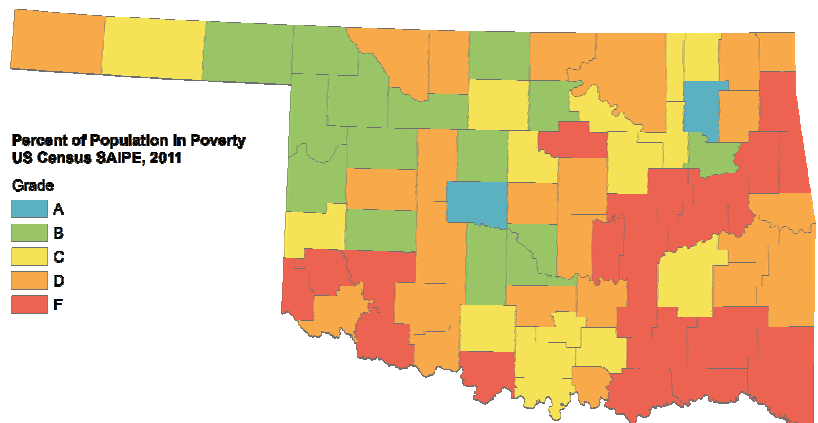 Percent of Population In Poverty
US Census SAIPE, 2011
Grade
A
B
C
D
F